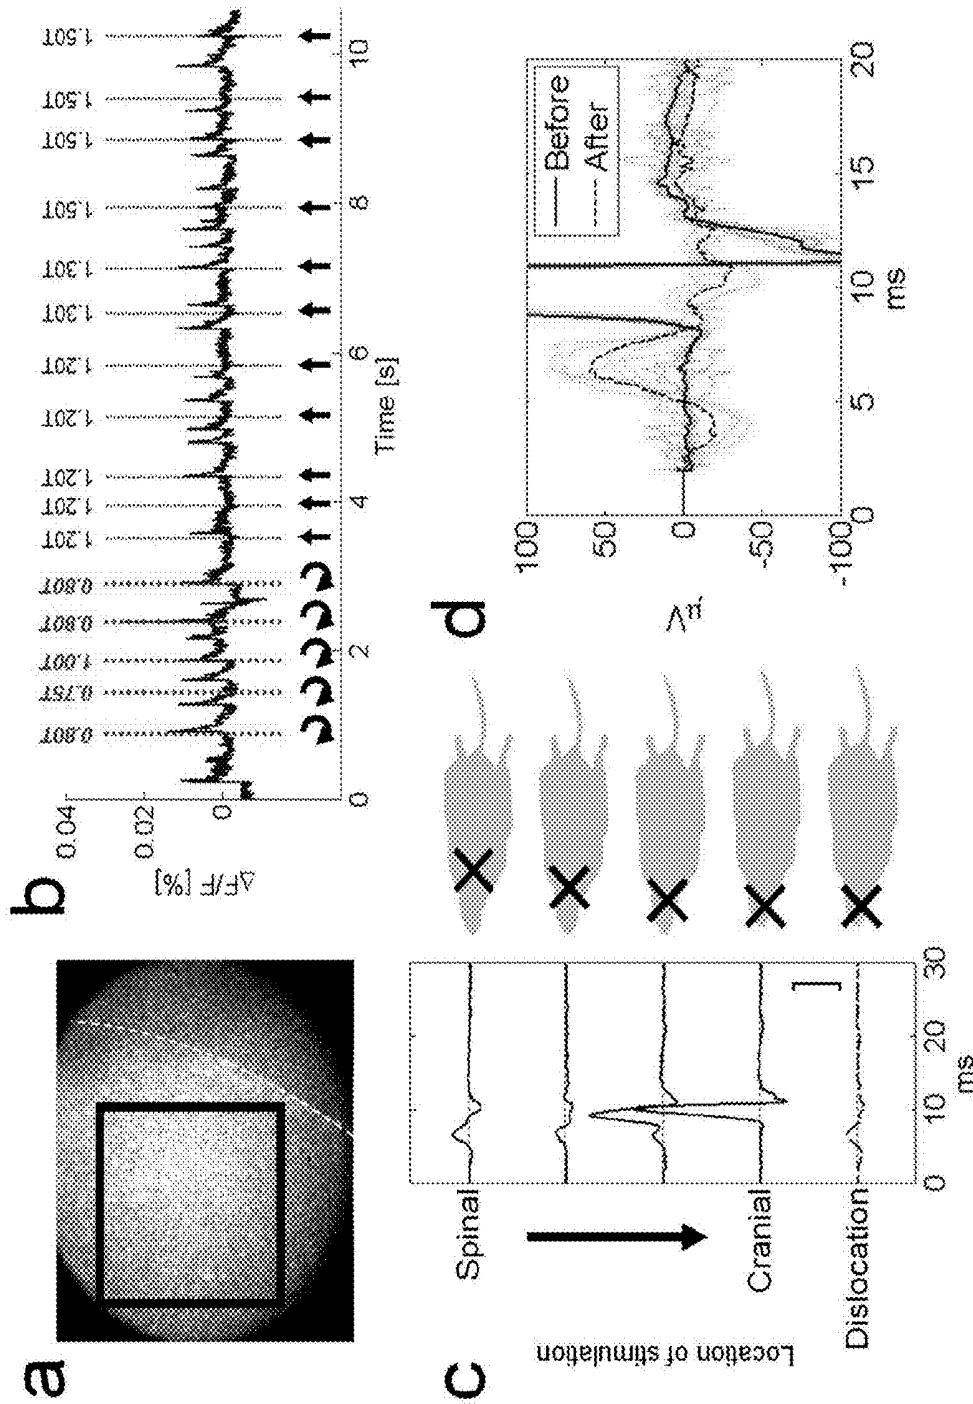 a
b
0.80T 0.75T 1.00T 0.80T 0.80T 1.20T 1.20T 1.20T 1.20T 1.20T 1.30T 1.30T 1.50T 1.50T 1.50T 1.50T
0.04
0.02
0
ΔF/F [%]
0 2 4 6 8 10
Time [s]
c
Location of stimulation
Spinal
Cranial
Dislocation
0 10 20 30
ms
d
Before
After
100
50
0
-50
-100
μV
0 5 10 15 20
ms